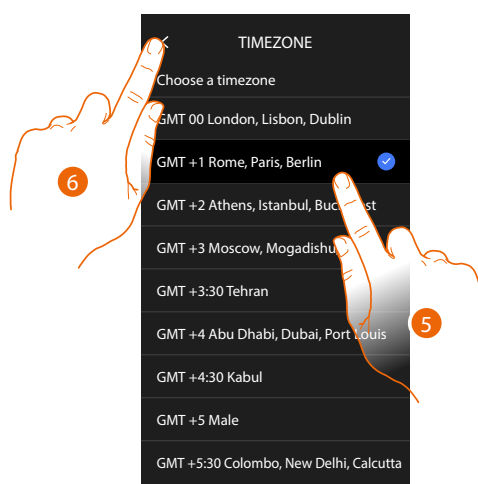 TIMEZONE
Choose a timezone
GMT 00 London, Lisbon, Dublin
GMT +1 Rome, Paris, Berlin
6
GMT +2 Athens, Istanbul, Buc st
GMT +3 Moscow, Mogadishu
GMT +3:30 Tehran
5
GMT +4 Abu Dhabi, Dubai, Port Louis
GMT +4:30 Kabul
GMT +5 Male
GMT +5:30 Colombo, New Delhi, Calcutta